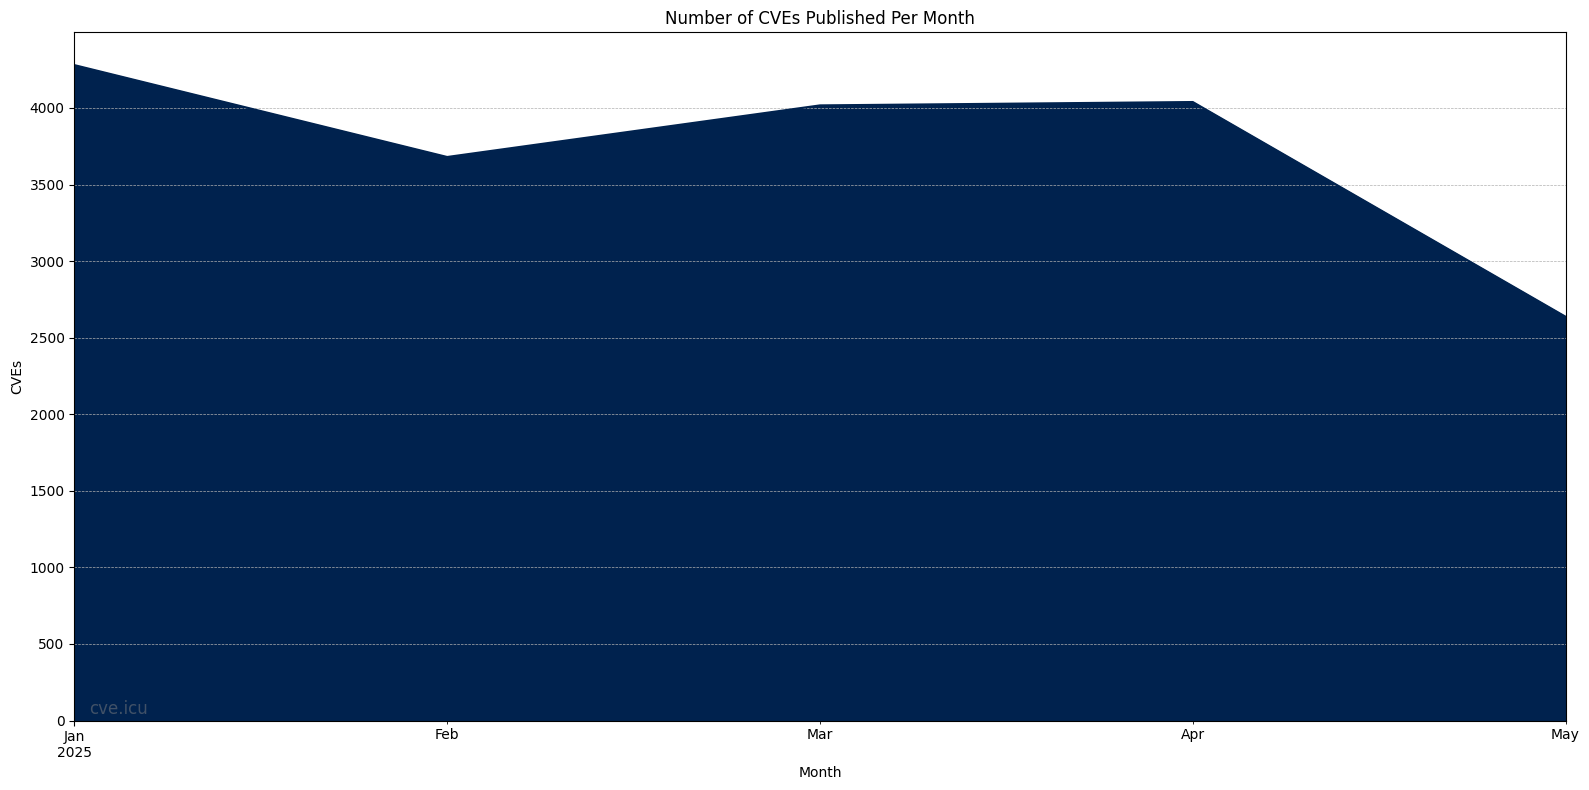 Number of CVEs Published Per Month
CVEs
4000
3500
3000
2500
2000
1500
1000
500
0
cve.icu
Jan
2025
Feb
Mar
Apr
May
Month